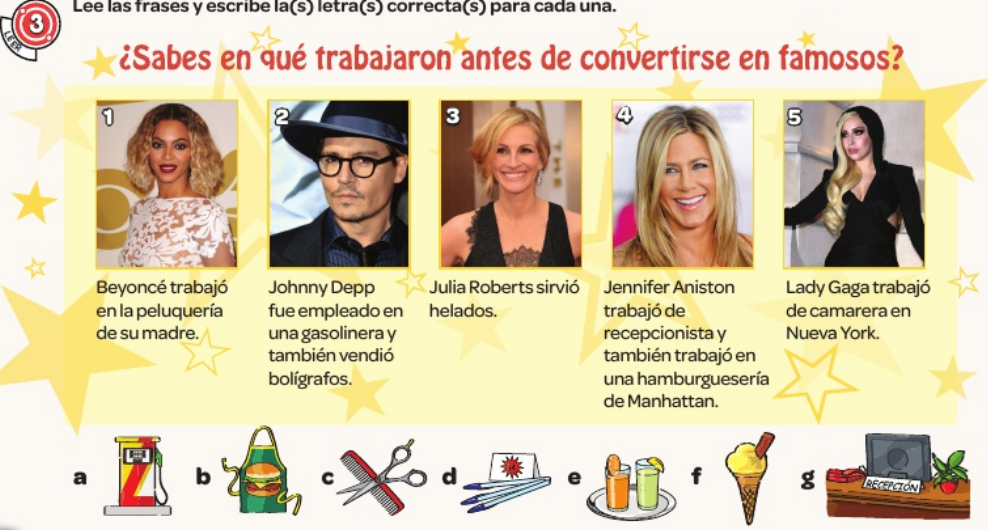 Lee las frases y escribe la(s) letra(s) correcta(s) para cada una.
3
LEER
¿Sabes en qué trabajaron antes de convertirse en famosos?
1
2
3
4
5
Beyoncé trabajó
en la peluquería
de su madre.
Johnny Depp
fue empleado en
una gasolinera y
también vendió
bolígrafos.
Julia Roberts sirvió
helados.
Jennifer Aniston
trabajó de
recepcionista y
también trabajó en
una hamburguesería
de Manhattan.
Lady Gaga trabajó
de camarera en
Nueva York.
a
b
c
d
e
f
g
RECEPCIÓN